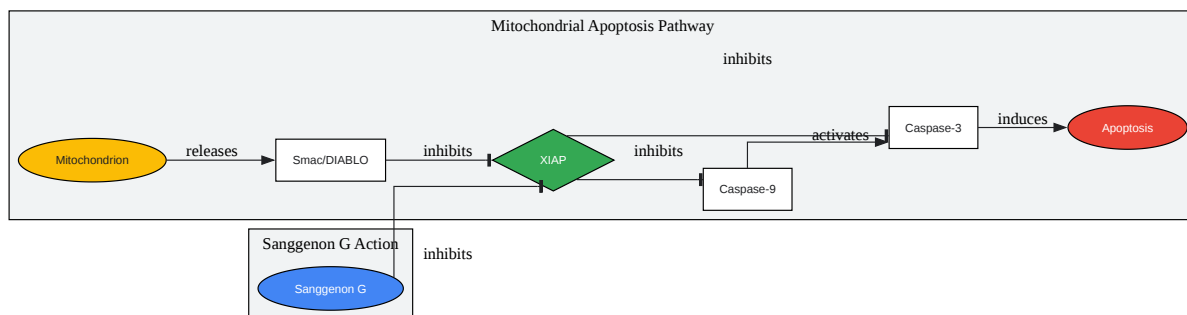 Mitochondrial Apoptosis Pathway
inhibits
Mitochondrion
releases
Smac/DIABLO
inhibits
XIAP
inhibits
Caspase-9
activates
Caspase-3
induces
Apoptosis
Sanggenon G Action
inhibits
Sanggenon G